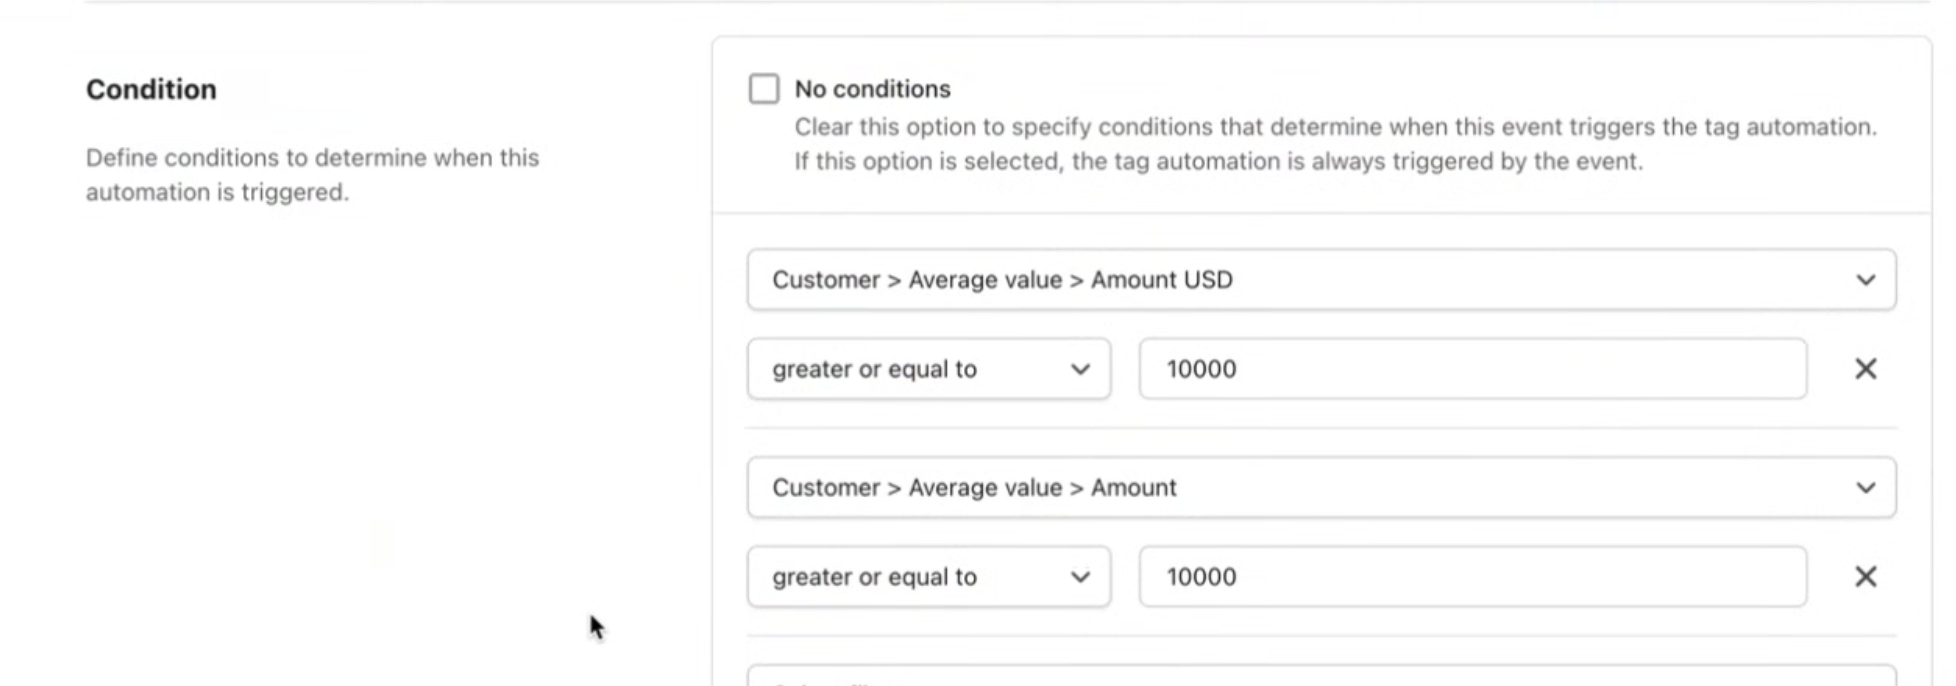 Condition
Define conditions to determine when this
automation is triggered.
No conditions
Clear this option to specify conditions that determine when this event triggers the tag automation.
If this option is selected, the tag automation is always triggered by the event.
Customer > Average value > Amount USD
greater or equal to
10000
Customer > Average value > Amount
greater or equal to
10000